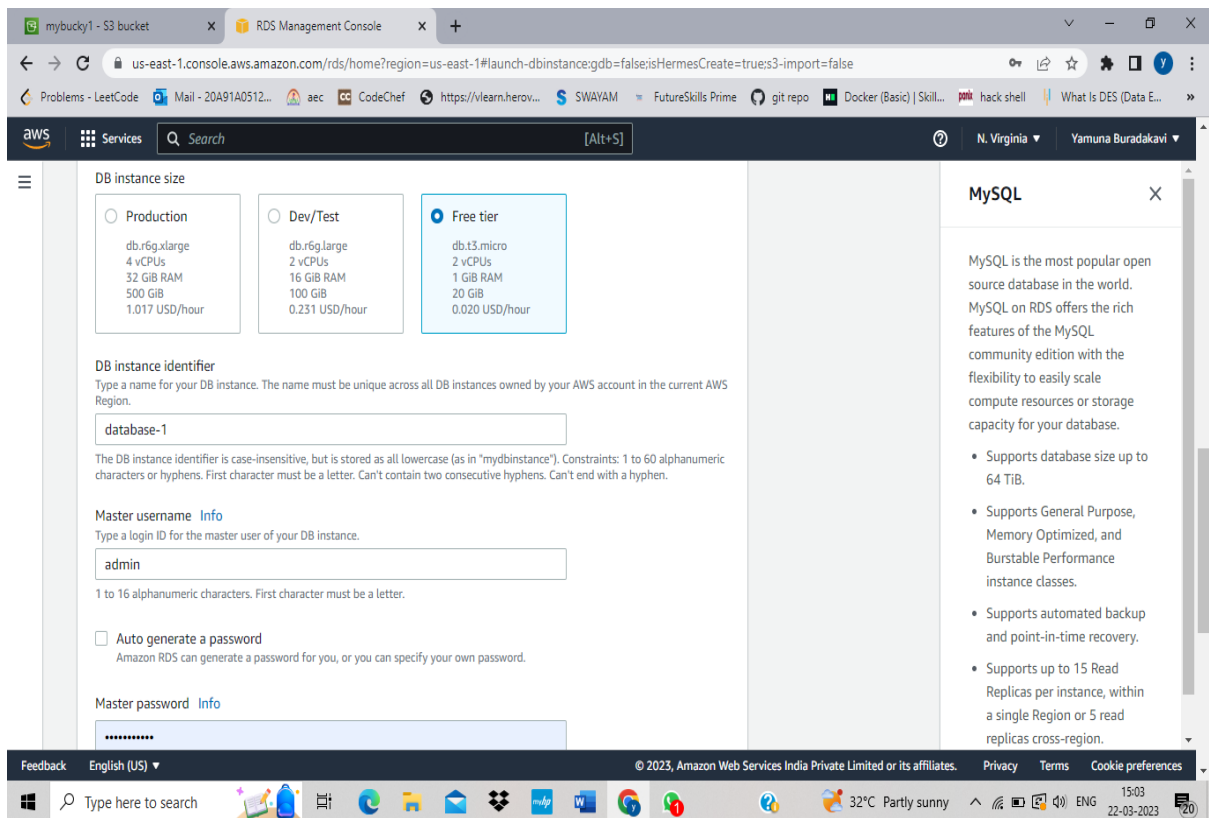 mybucky1 - S3 bucket
RDS Management Console
us-east-1.console.aws.amazon.com/rds/home?region=us-east-1#launch-dbinstance:gdb=false;isHermesCreate=true;s3-import=false
Problems - LeetCode
Mail - 20A91A0512...
aec
CodeChef
https://vlearn.herov...
SWAYAM
FutureSkills Prime
git repo
Docker (Basic) | Skill...
hack shell
What Is DES (Data E...
»
aws
Services
Search
[Alt+S]
N. Virginia
Yamuna Buradakavi
DB instance size
Production
db.r6g.xlarge
4 vCPUs
32 GiB RAM
500 GiB
1.017 USD/hour
Dev/Test
db.r6g.large
2 vCPUs
16 GiB RAM
100 GiB
0.231 USD/hour
Free tier
db.t3.micro
2 vCPUs
1 GiB RAM
20 GiB
0.020 USD/hour
DB instance identifier
Type a name for your DB instance. The name must be unique across all DB instances owned by your AWS account in the current AWS
Region.
database-1
The DB instance identifier is case-insensitive, but is stored as all lowercase (as in "mydbinstance"). Constraints: 1 to 60 alphanumeric
characters or hyphens. First character must be a letter. Can't contain two consecutive hyphens. Can't end with a hyphen.
Master username Info
Type a login ID for the master user of your DB instance.
admin
1 to 16 alphanumeric characters. First character must be a letter.
Auto generate a password
Amazon RDS can generate a password for you, or you can specify your own password.
Master password Info
•••••••••••
MySQL
MySQL is the most popular open
source database in the world.
MySQL on RDS offers the rich
features of the MySQL
community edition with the
flexibility to easily scale
compute resources or storage
capacity for your database.
• Supports database size up to
64 TiB.
• Supports General Purpose,
Memory Optimized, and
Burstable Performance
instance classes.
• Supports automated backup
and point-in-time recovery.
• Supports up to 15 Read
Replicas per instance, within
a single Region or 5 read
replicas cross-region.
Feedback
English (US)
© 2023, Amazon Web Services India Private Limited or its affiliates.
Privacy
Terms
Cookie preferences
Type here to search
32°C Partly sunny
ENG
15:03
22-03-2023
20